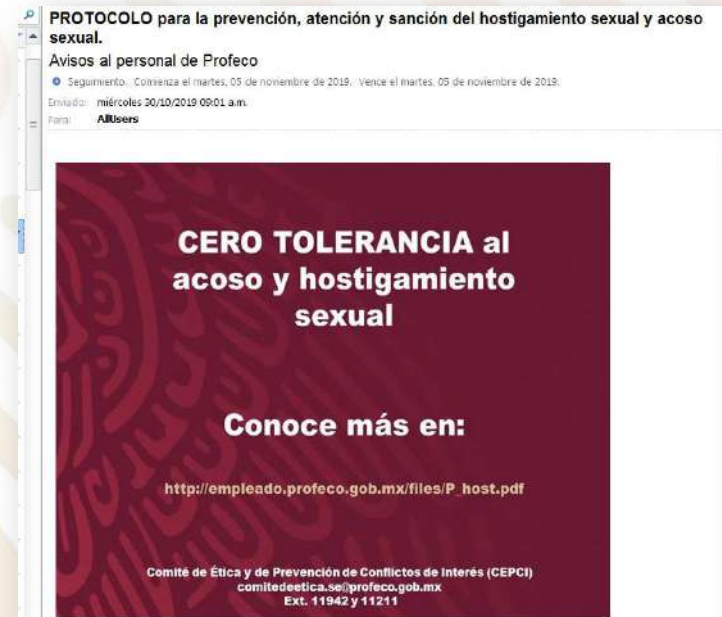 PROTOCOLO para la prevención, atención y sanción del hostigamiento sexual y acoso
sexual.
Avisos al personal de Profeco
Seguimiento. Comienza el martes, 05 de noviembre de 2019. Vence el martes, 05 de noviembre de 2019.
Enviado: miércoles 30/10/2019 09:01 a.m.
Para: AllUsers
CERO TOLERANCIA al
acoso y hostigamiento
sexual
Conoce más en:
http://empleado.profeco.gob.mx/files/P_host.pdf
Comité de Ética y de Prevención de Conflictos de Interés (CEPCI)
comitedeetica.se@profeco.gob.mx
Ext. 11942 y 11211